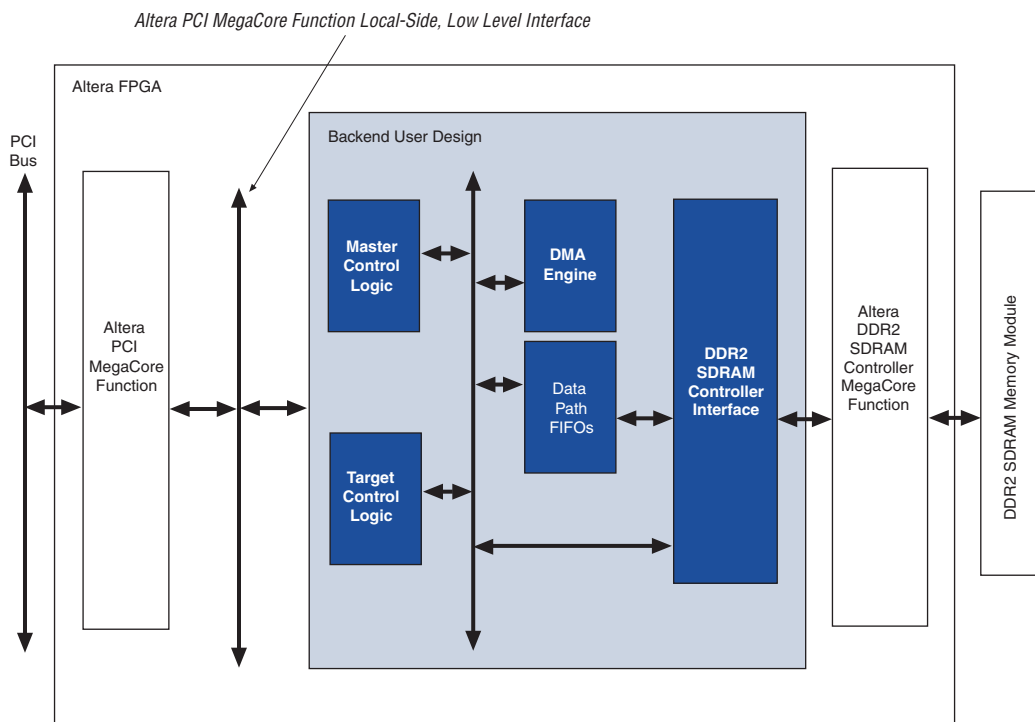 Altera PCI MegaCore Function Local-Side, Low Level Interface
Altera FPGA
PCI
Bus
Backend User Design
Master
Control
Logic
DMA
Engine
Altera
PCI
MegaCore
Function
Data
Path
FIFOs
DDR2
SDRAM
Controller
Interface
Altera
DDR2
SDRAM
Controller
MegaCore
Function
DDR2 SDRAM Memory Module
Target
Control
Logic